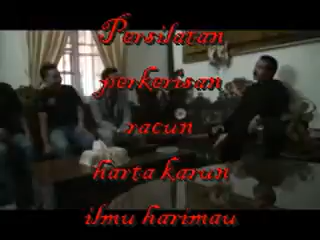 Persilatan
perkerisan
racun
harta karun
ilmu harimau